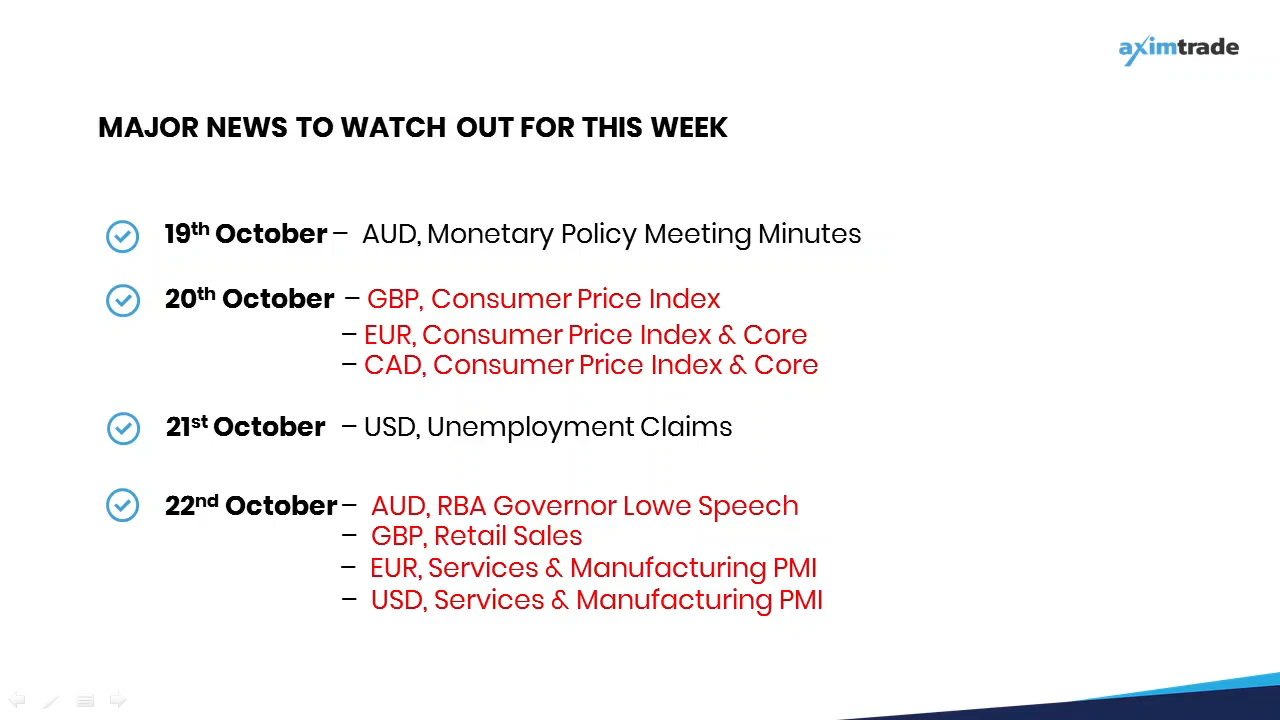 aximtrade
MAJOR NEWS TO WATCH OUT FOR THIS WEEK
19th October – AUD, Monetary Policy Meeting Minutes
20th October – GBP, Consumer Price Index
– EUR, Consumer Price Index & Core
– CAD, Consumer Price Index & Core
21st October – USD, Unemployment Claims
22nd October – AUD, RBA Governor Lowe Speech
– GBP, Retail Sales
– EUR, Services & Manufacturing PMI
– USD, Services & Manufacturing PMI